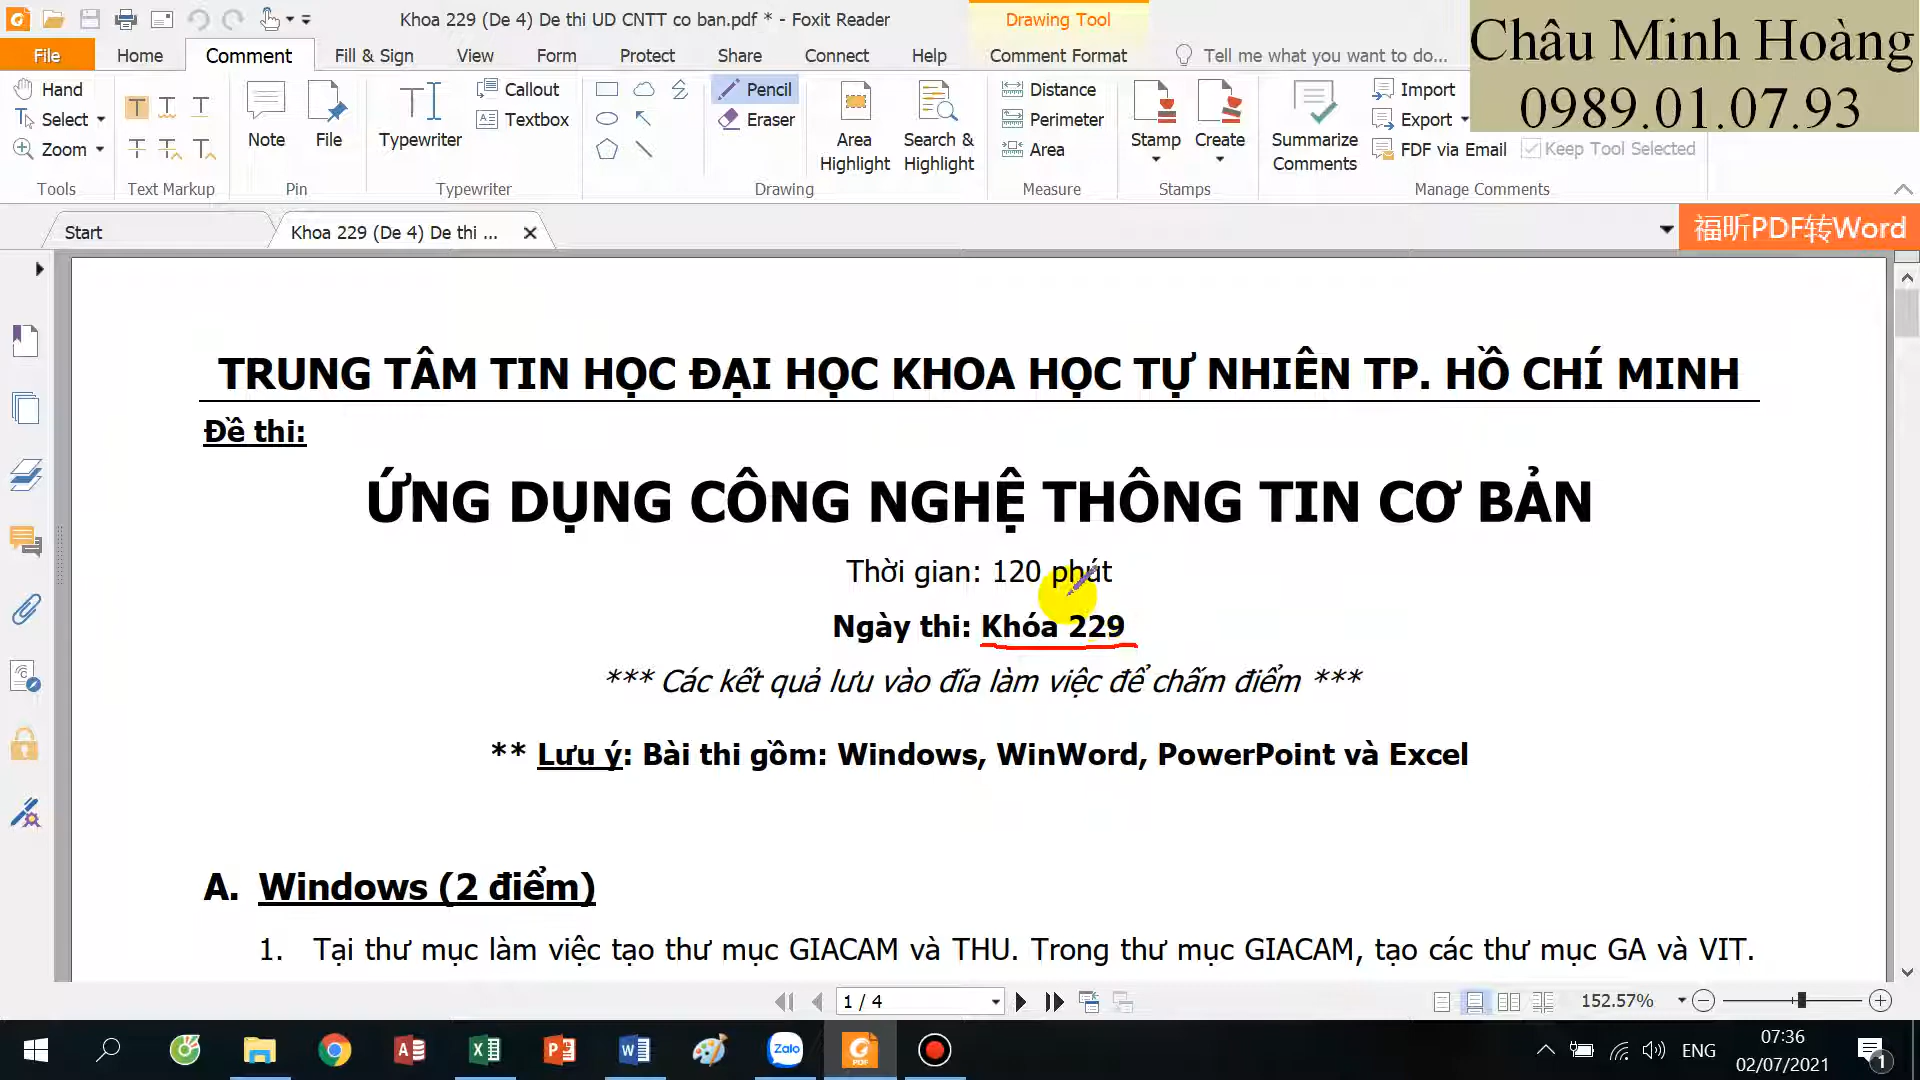 Khoa 229 (De 4) De thi UD CNTT co ban.pdf * - Foxit Reader
Drawing Tool
Châu Minh Hoàng
0989.01.07.93
File Home Comment Fill & Sign View Form Protect Share Connect Help Comment Format Tell me what you want to do...
Hand
Select
Zoom
Tools
Text Markup
Note
File
Pin
Typewriter
Callout
Textbox
Typewriter
Pencil
Eraser
Area Highlight
Search & Highlight
Drawing
Distance
Perimeter
Area
Measure
Stamp
Create
Stamps
Summarize Comments
Import
Export
FDF via Email
Keep Tool Selected
Manage Comments
Start
Khoa 229 (De 4) De thi ...
福昕PDF转Word
TRUNG TÂM TIN HỌC ĐẠI HỌC KHOA HỌC TỰ NHIÊN TP. HỒ CHÍ MINH
Đề thi:
ỨNG DỤNG CÔNG NGHỆ THÔNG TIN CƠ BẢN
Thời gian: 120 phút
Ngày thi: Khóa 229
*** Các kết quả lưu vào đĩa làm việc để chấm điểm ***
** Lưu ý: Bài thi gồm: Windows, WinWord, PowerPoint và Excel
A. Windows (2 điểm)
1. Tại thư mục làm việc tạo thư mục GIACAM và THU. Trong thư mục GIACAM, tạo các thư mục GA và VIT.
1 / 4
152.57%
Zalo
PDF
ENG
07:36
02/07/2021
1